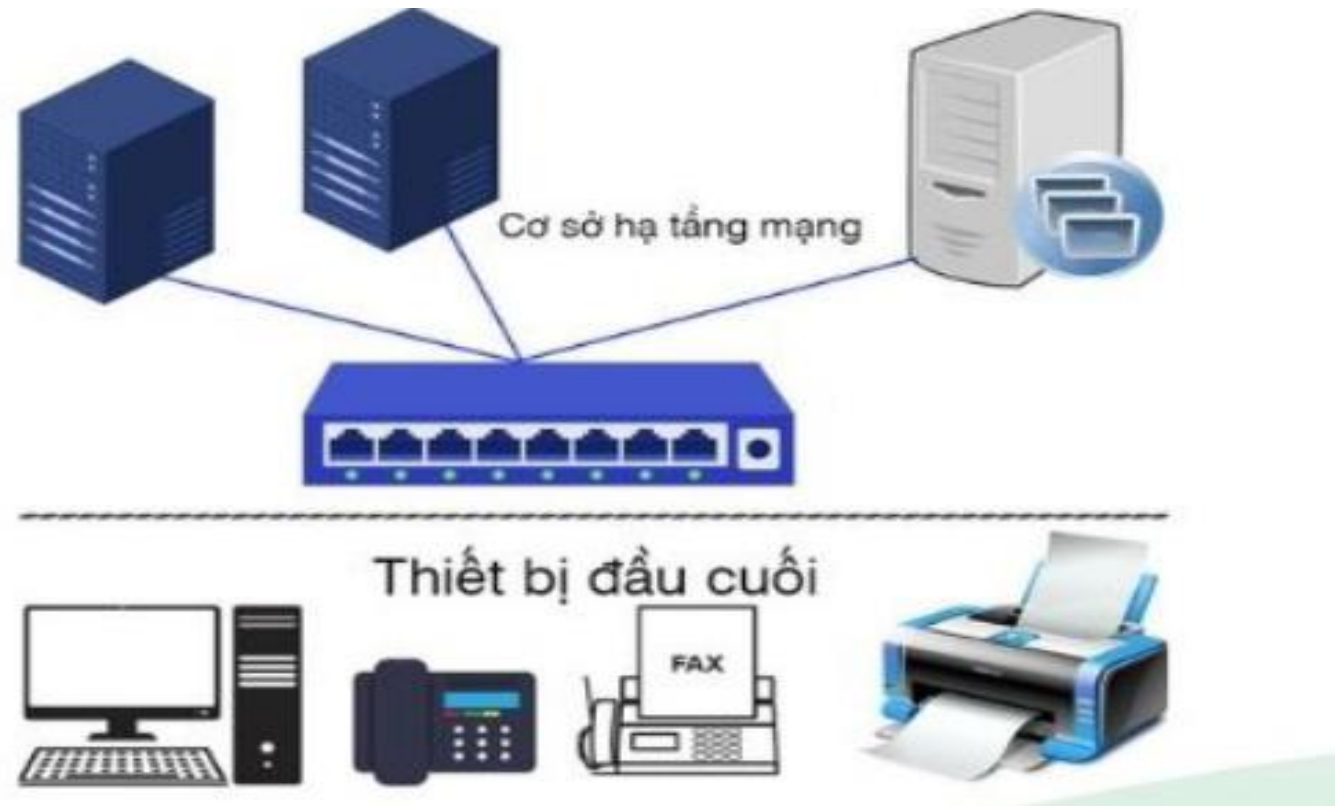 Cơ sở hạ tầng mạng
Thiết bị đầu cuối
FAX